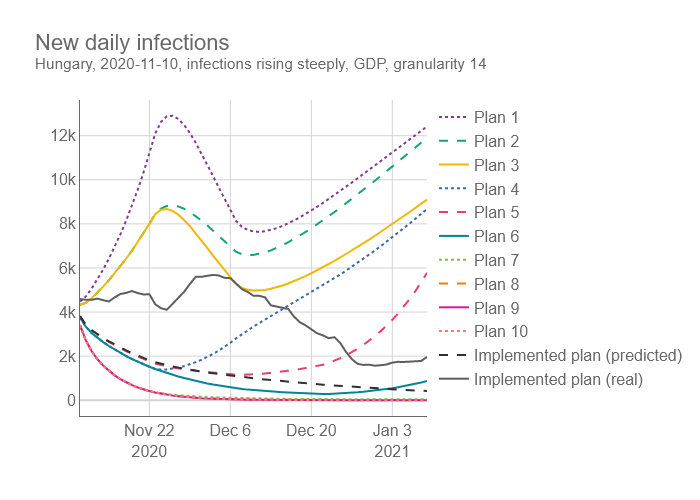 New daily infections
Hungary, 2020-11-10, infections rising steeply, GDP, granularity 14
12k
10k
8k
6k
4k
2k
0
Nov 22
2020
Dec 6
Dec 20
Jan 3
2021
Plan 1
Plan 2
Plan 3
Plan 4
Plan 5
Plan 6
Plan 7
Plan 8
Plan 9
Plan 10
Implemented plan (predicted)
Implemented plan (real)